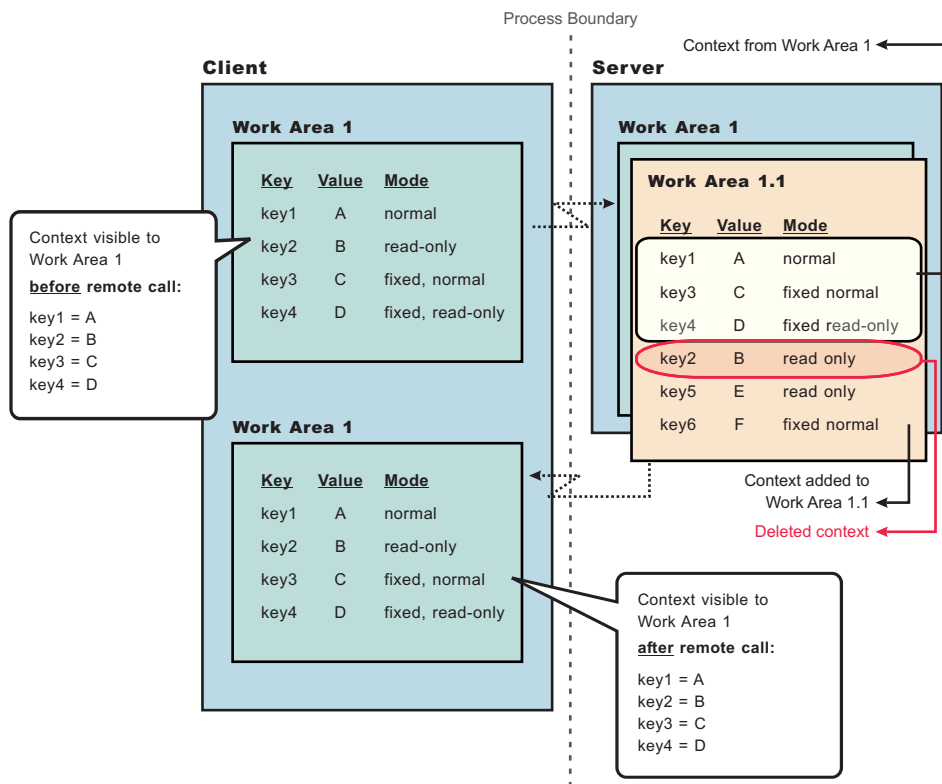 Process Boundary
Context from Work Area 1
Client
Server
Work Area 1
Key Value Mode
key1 A normal
key2 B read-only
key3 C fixed, normal
key4 D fixed, read-only
Context visible to
Work Area 1
before remote call:
key1 = A
key2 = B
key3 = C
key4 = D
Work Area 1
Work Area 1.1
Key Value Mode
key1 A normal
key3 C fixed normal
key4 D fixed read-only
key2 B read only
key5 E read only
key6 F fixed normal
Context added to
Work Area 1.1
Deleted context
Work Area 1
Key Value Mode
key1 A normal
key2 B read-only
key3 C fixed, normal
key4 D fixed, read-only
Context visible to
Work Area 1
after remote call:
key1 = A
key2 = B
key3 = C
key4 = D